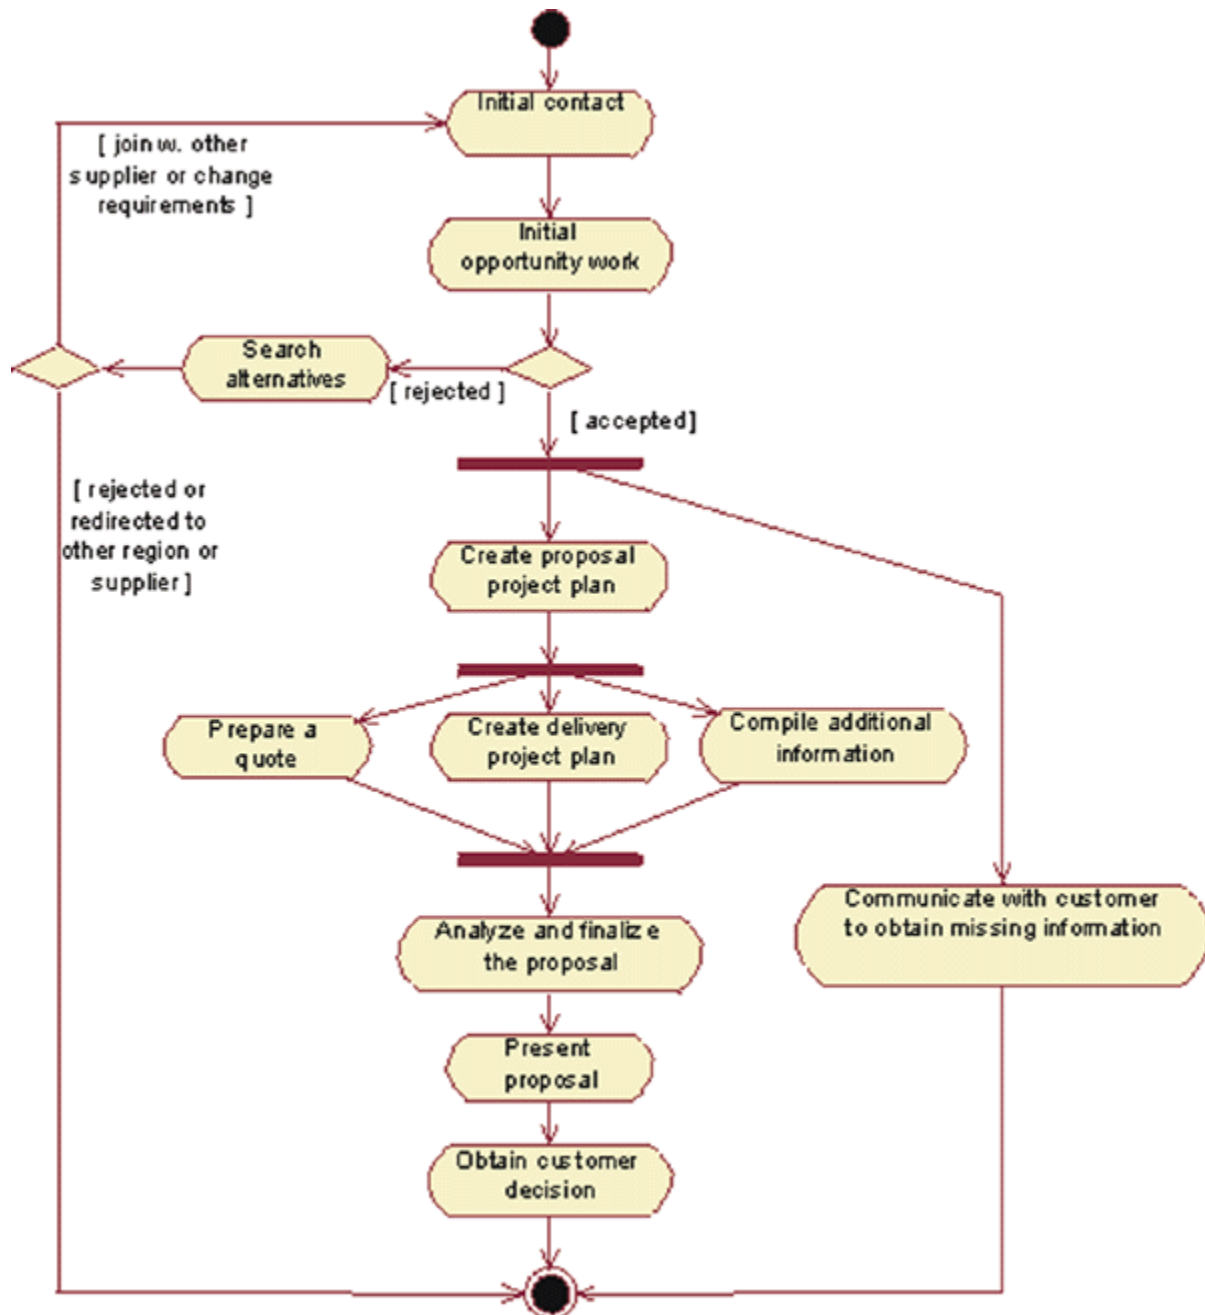 Initial contact
[ join w. other
supplier or change
requirements ]
Initial
opportunity work
Search
alternatives
[ rejected ]
[ accepted]
[ rejected or
redirected to
other region or
supplier ]
Create proposal
project plan
Prepare a
quote
Create delivery
project plan
Compile additional
information
Communicate with customer
to obtain missing information
Analyze and finalize
the proposal
Present
proposal
Obtain customer
decision